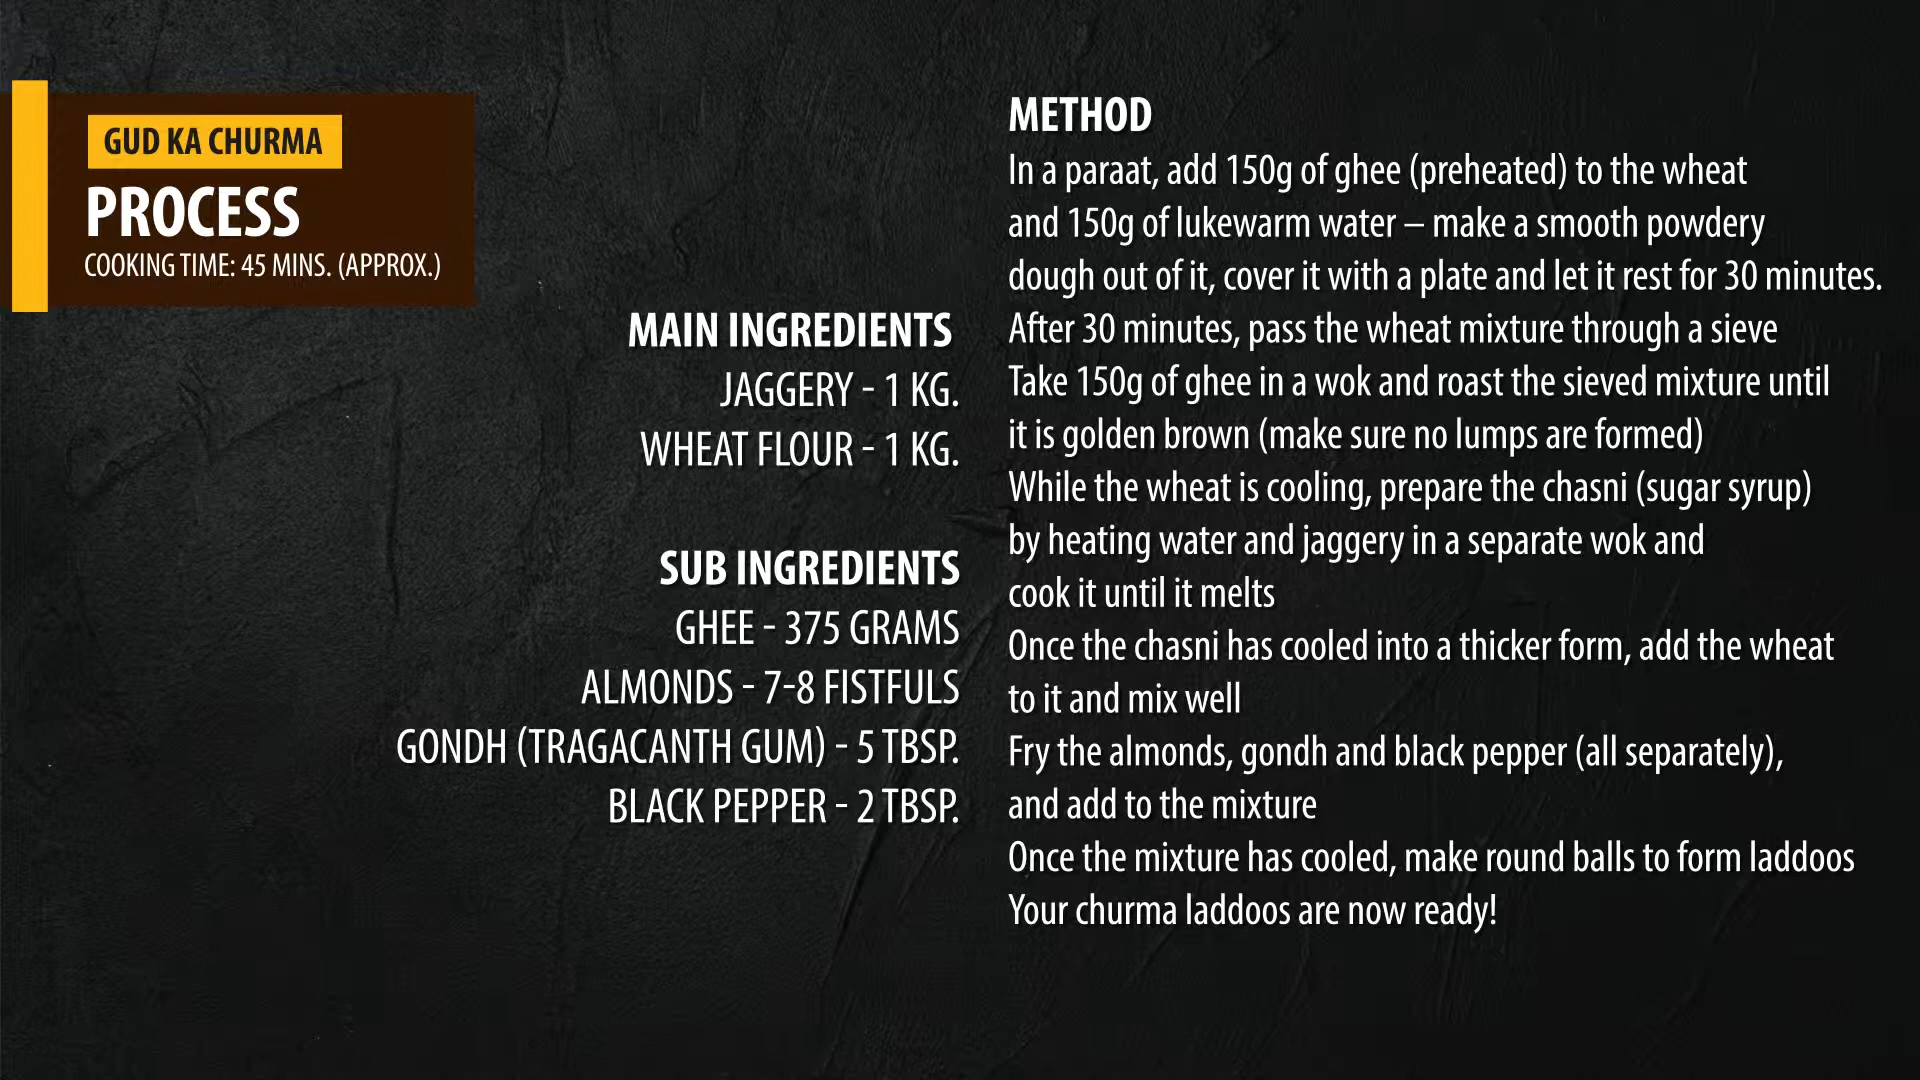 GUD KA CHURMA
PROCESS
COOKING TIME: 45 MINS. (APPROX.)
MAIN INGREDIENTS
JAGGERY - 1 KG.
WHEAT FLOUR - 1 KG.
SUB INGREDIENTS
GHEE - 375 GRAMS
ALMONDS - 7-8 FISTFULS
GONDH (TRAGACANTH GUM) - 5 TBSP.
BLACK PEPPER - 2 TBSP.
METHOD
In a paraat, add 150g of ghee (preheated) to the wheat
and 150g of lukewarm water – make a smooth powdery
dough out of it, cover it with a plate and let it rest for 30 minutes.
After 30 minutes, pass the wheat mixture through a sieve
Take 150g of ghee in a wok and roast the sieved mixture until
it is golden brown (make sure no lumps are formed)
While the wheat is cooling, prepare the chasni (sugar syrup)
by heating water and jaggery in a separate wok and
cook it until it melts
Once the chasni has cooled into a thicker form, add the wheat
to it and mix well
Fry the almonds, gondh and black pepper (all separately),
and add to the mixture
Once the mixture has cooled, make round balls to form laddoos
Your churma laddoos are now ready!